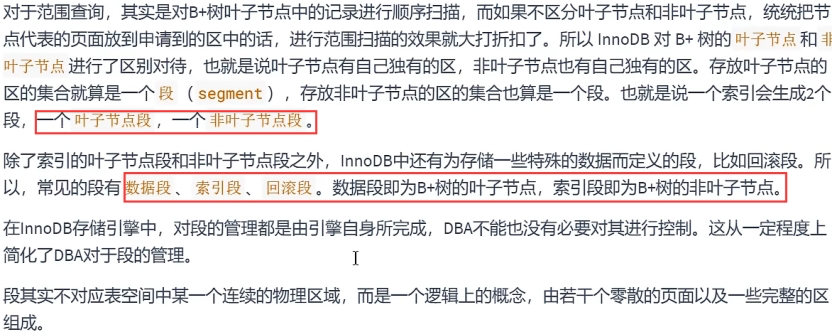 对于范围查询，其实是对B+树叶子节点中的记录进行顺序扫描，而如果不区分叶子节点和非叶子节点，统统把节
点代表的页面放到申请到的区中的话，进行范围扫描的效果就大打折扣了。所以 InnoDB 对 B+ 树的 叶子节点 和 非
叶子节点 进行了区别对待，也就是说叶子节点有自己独有的区，非叶子节点也有自己独有的区。存放叶子节点的
区的集合就算是一个 段 （ segment ），存放非叶子节点的区的集合也算是一个段。也就是说一个索引会生成2个
段，一个 叶子节点段 ，一个 非叶子节点段 。
除了索引的叶子节点段和非叶子节点段之外，InnoDB中还有为存储一些特殊的数据而定义的段，比如回滚段。所
以，常见的段有 数据段 、 索引段 、 回滚段 。数据段即为B+树的叶子节点，索引段即为B+树的非叶子节点。
在InnoDB存储引擎中，对段的管理都是由引擎自身所完成，DBA不能也没有必要对其进行控制。这从一定程度上
简化了DBA对于段的管理。
段其实不对应表空间中某一个连续的物理区域，而是一个逻辑上的概念，由若干个零散的页面以及一些完整的区
组成。